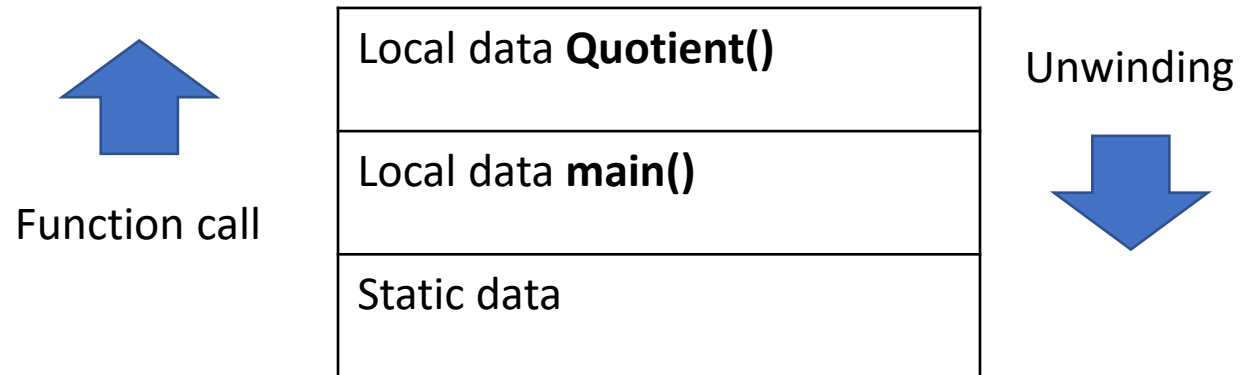 Local data Quotient()
Unwinding
Local data main()
Function call
Static data